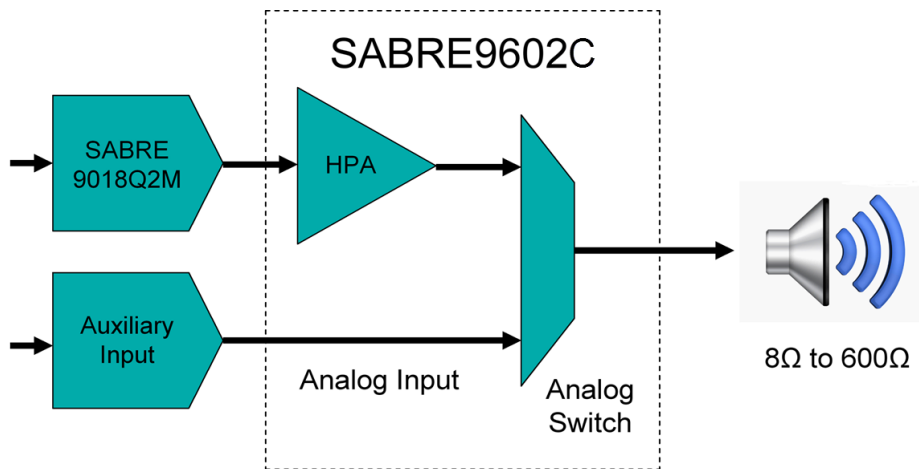 SABRE9602C
SABRE
9018Q2M
HPA
Auxiliary
Input
Analog Input
Analog
Switch
8Ω to 600Ω